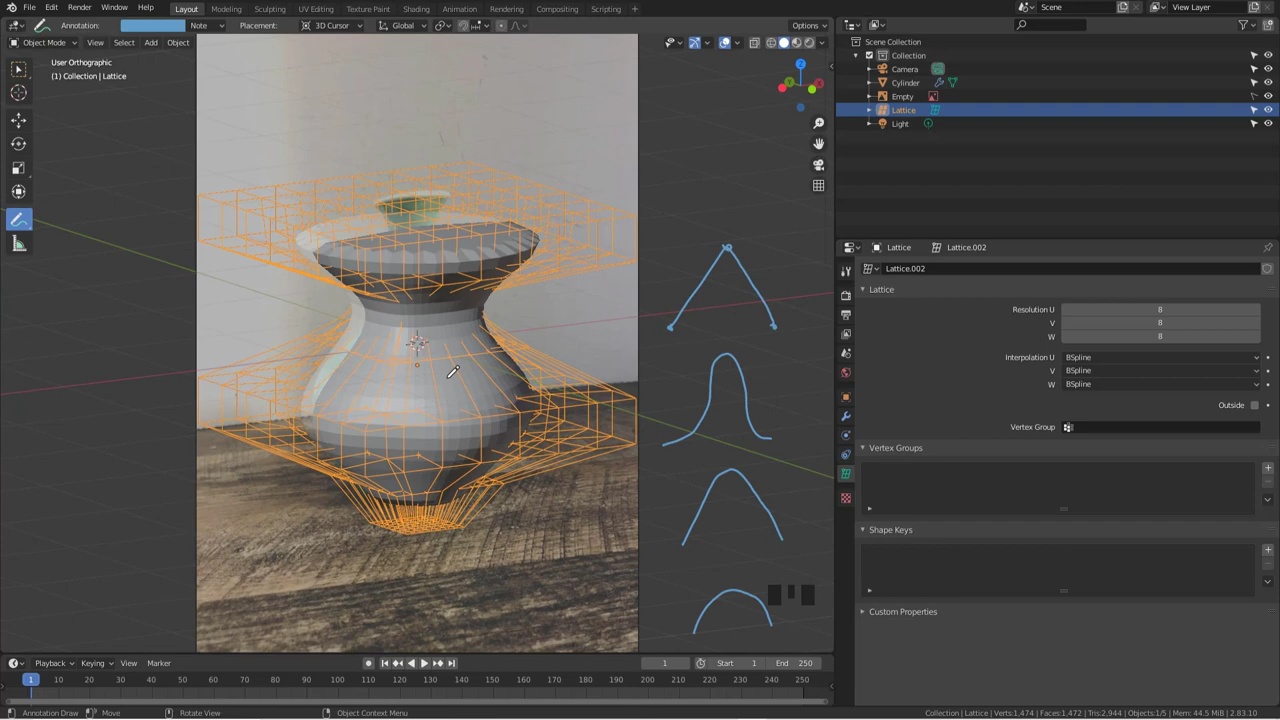 File Edit Render Window Help Layout Modeling Sculpting UV Editing Texture Paint Shading Animation Rendering Compositing Scripting + Scene View Layer
Annotation: Note Placement: 3D Cursor Global Options
Object Mode View Select Add Object
User Orthographic
(1) Collection | Lattice
Scene Collection
Collection
Camera
Cylinder
Empty
Lattice
Light
Lattice Lattice.002
Lattice.002
Lattice
Resolution U 8
V 8
W 8
Interpolation U BSpline
V BSpline
W BSpline
Outside
Vertex Group
Vertex Groups
Shape Keys
Custom Properties
Playback Keying View Marker 1 Start 1 End 250
1 10 20 30 40 50 60 70 80 90 100 110 120 130 140 150 160 170 180 190 200 210 220 230 240 250
Annotation Draw Move Rotate View Object Context Menu Collection | Lattice | Verts:1,474 | Faces:1,472 | Tris:2,944 | Objects:1/5 | Mem: 44.5 MiB | 2.83.10